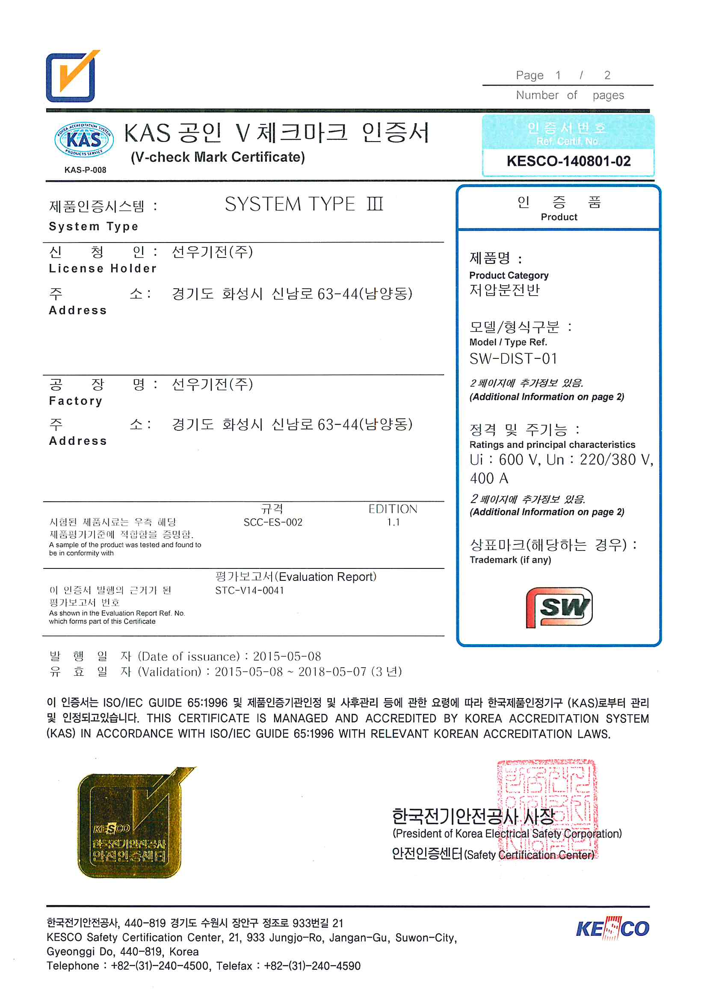 Page 1 / 2
Number of pages
KOREA ACCREDITATION SYSTEM
KAS
PRODUCTS SERVICE
KAS-P-008
KAS 공인 V 체크마크 인증서
(V-check Mark Certificate)
인증서번호
Ref. Certif. No.
KESCO-140801-02
제품인증시스템 : SYSTEM TYPE Ⅲ
System Type
신 청 인 : 선우기전(주)
License Holder
주 소 : 경기도 화성시 신남로 63-44(남양동)
Address
공 장 명 : 선우기전(주)
Factory
주 소 : 경기도 화성시 신남로 63-44(남양동)
Address
규격 EDITION
시험된 제품시료는 우측 해당 SCC-ES-002 1.1
제품평가기준에 적합함을 증명함.
A sample of the product was tested and found to
be in conformity with
평가보고서(Evaluation Report)
이 인증서 발행의 근거가 된 STC-V14-0041
평가보고서 번호
As shown in the Evaluation Report Ref. No.
which forms part of this Certificate
인 증 품
Product
제품명 :
Product Category
저압분전반
모델/형식구분 :
Model / Type Ref.
SW-DIST-01
2 페이지에 추가정보 있음.
(Additional Information on page 2)
정격 및 주기능 :
Ratings and principal characteristics
Ui : 600 V, Un : 220/380 V,
400 A
2 페이지에 추가정보 있음.
(Additional Information on page 2)
상표마크(해당하는 경우) :
Trademark (if any)
SW
발 행 일 자 (Date of issuance) : 2015-05-08
유 효 일 자 (Validation) : 2015-05-08 ~ 2018-05-07 (3 년)
이 인증서는 ISO/IEC GUIDE 65:1996 및 제품인증기관인정 및 사후관리 등에 관한 요령에 따라 한국제품인정기구 (KAS)로부터 관리
및 인정되고있습니다. THIS CERTIFICATE IS MANAGED AND ACCREDITED BY KOREA ACCREDITATION SYSTEM
(KAS) IN ACCORDANCE WITH ISO/IEC GUIDE 65:1996 WITH RELEVANT KOREAN ACCREDITATION LAWS.
KESCO
한국전기안전공사
안전인증센터
한국전기안전공사 사장
(President of Korea Electrical Safety Corporation)
안전인증센터(Safety Certification Center)
한국전기안전공사, 440-819 경기도 수원시 장안구 정조로 933번길 21
KESCO Safety Certification Center, 21, 933 Jungjo-Ro, Jangan-Gu, Suwon-City,
Gyeonggi Do, 440-819, Korea
Telephone : +82-(31)-240-4500, Telefax : +82-(31)-240-4590
KESCO